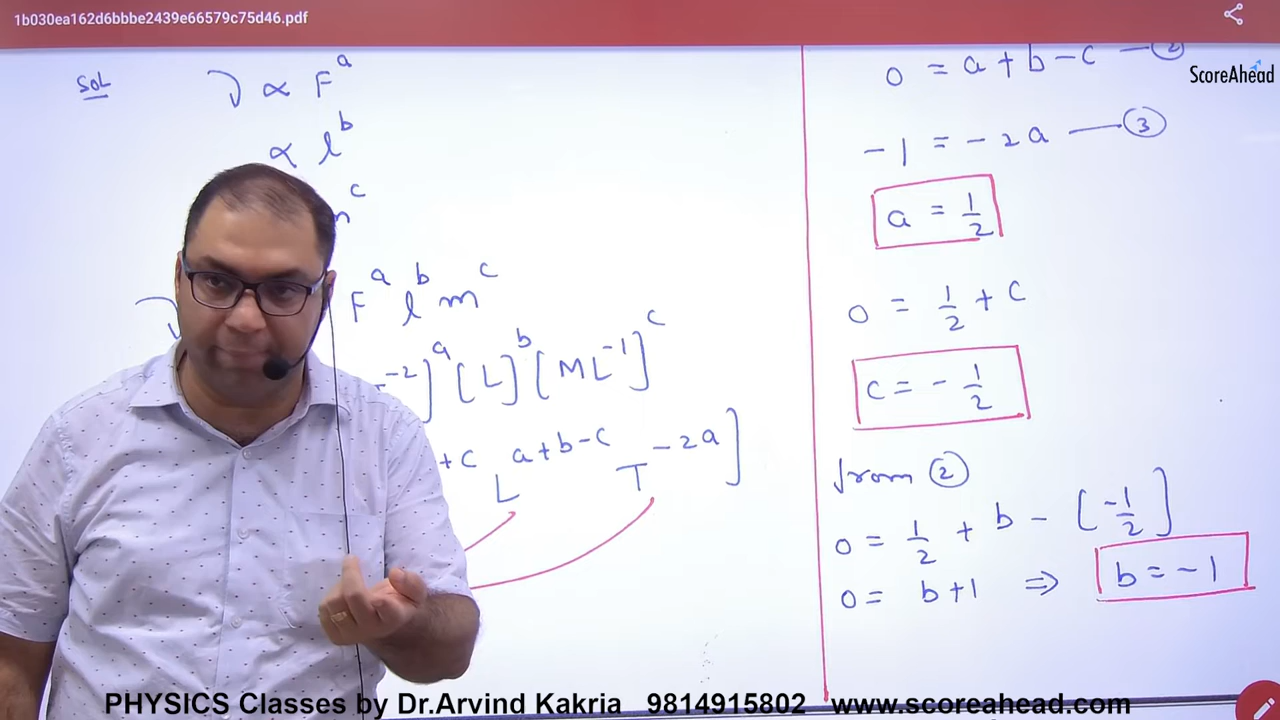 1b030ea162d6bbbe2439e66579c75d46.pdf
ScoreAhead
Sol
ν ∝ F^a
∝ l^b
m^c
ν F^a l^b m^c
T^-2]^a [L]^b [ML^-1]^c
+c L^a+b-c T^-2a]
0 = a+b-c — ②
-1 = -2a — ③
a = 1/2
0 = 1/2 + c
c = - 1/2
from ②
0 = 1/2 + b - [-1/2]
0 = b+1 ⇒ b = -1
PHYSICS Classes by Dr.Arvind Kakria 9814915802 www.scoreahead.com